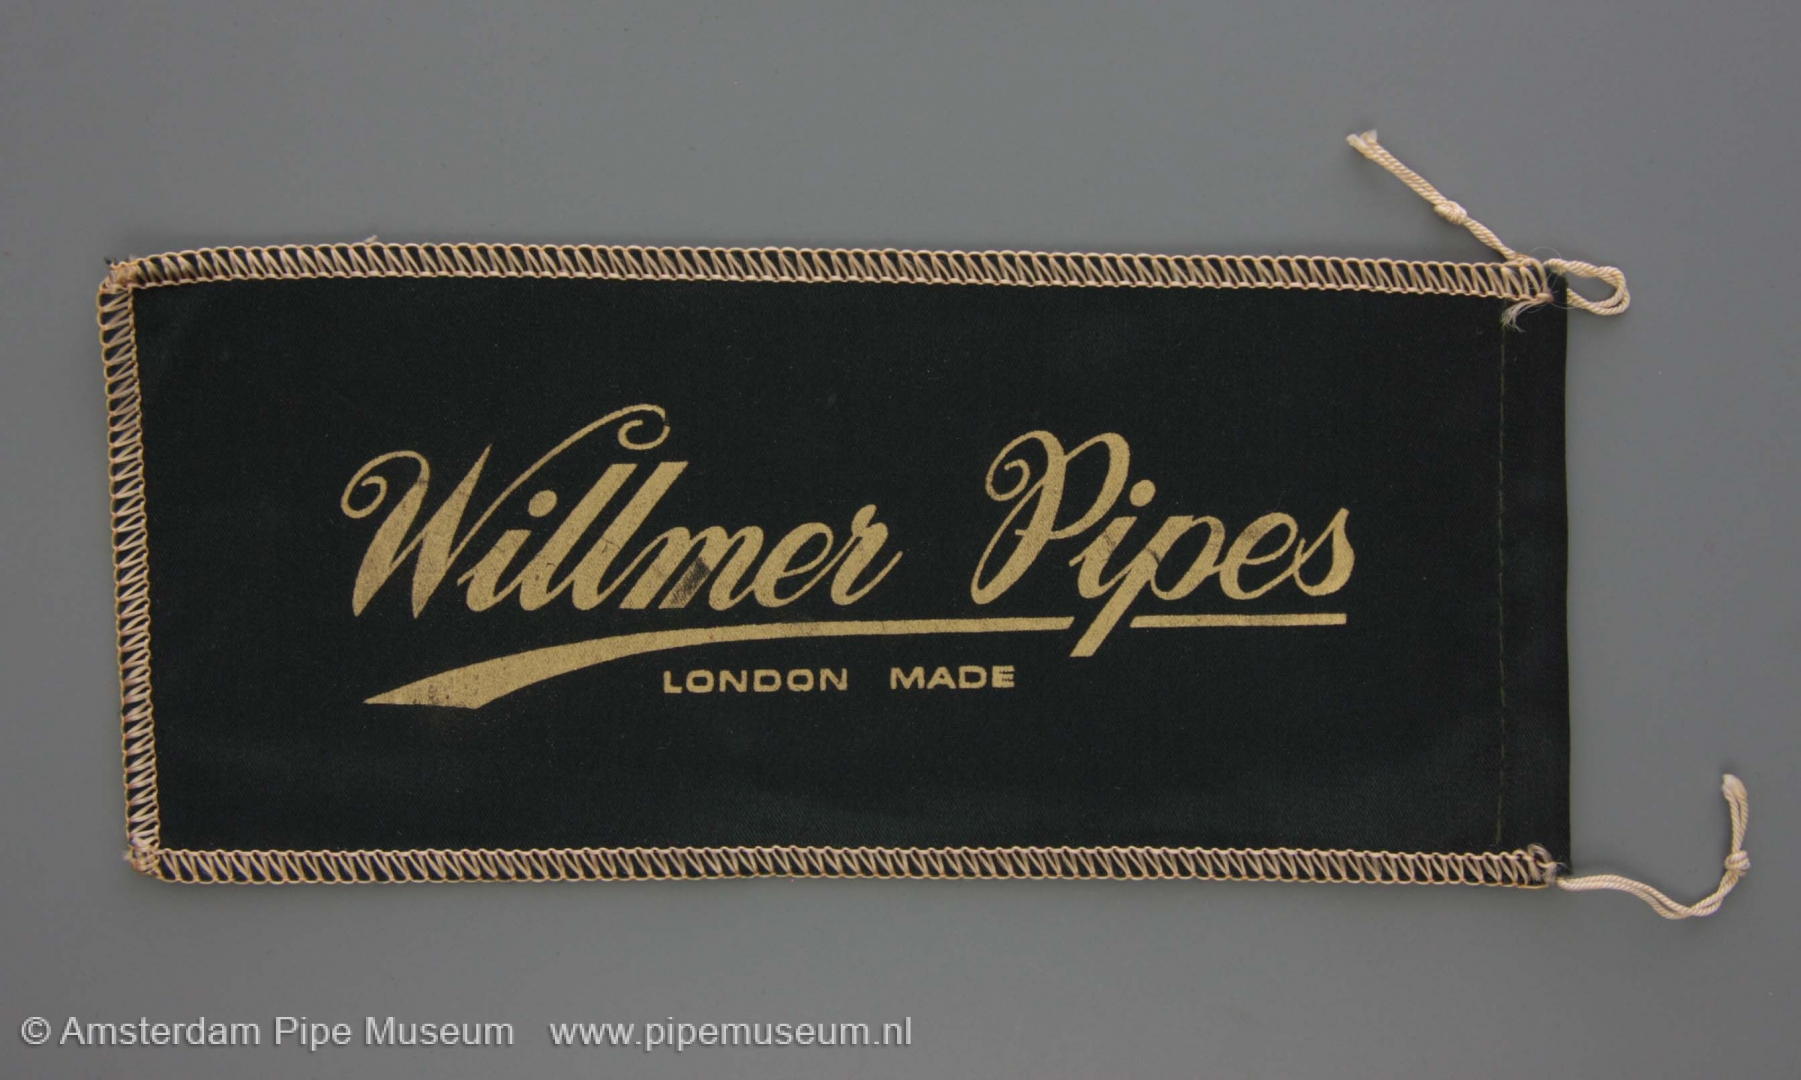 Willmer Pipes
LONDON MADE
© Amsterdam Pipe Museum www.pipemuseum.nl